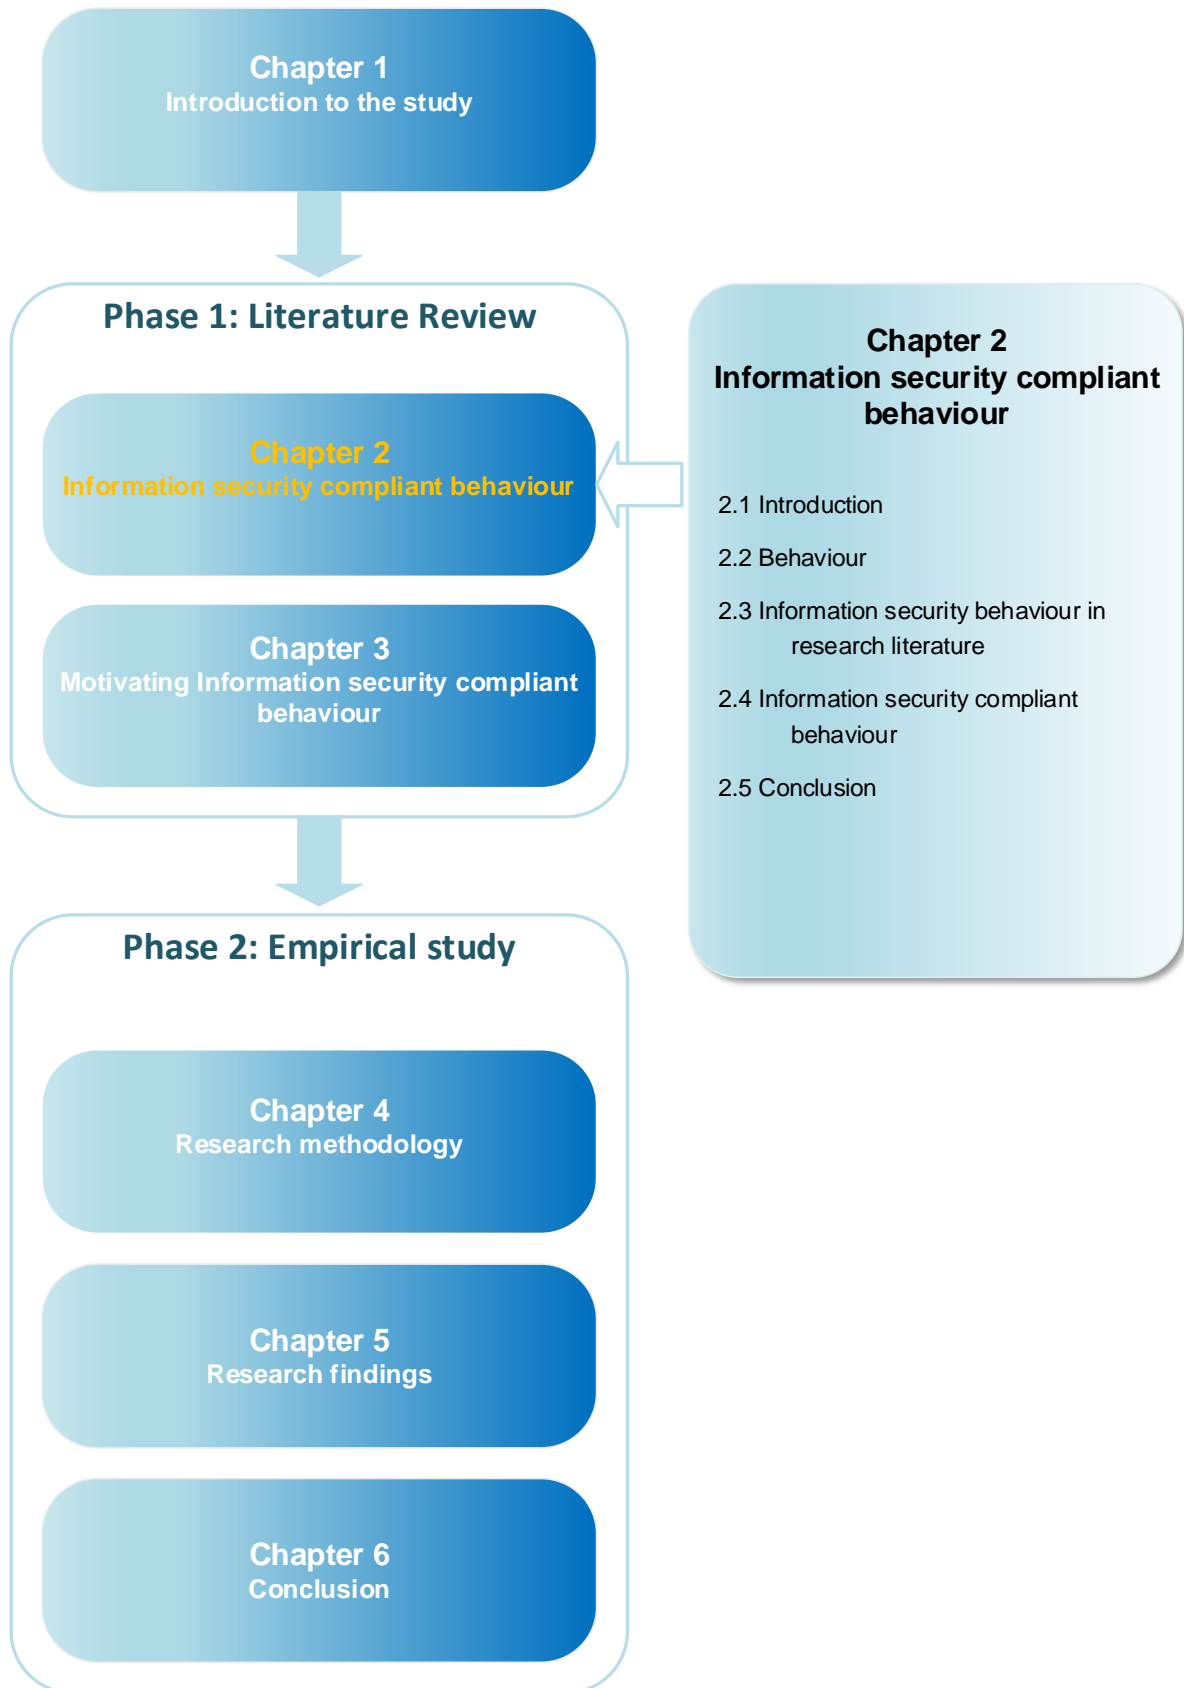 Chapter 1
Introduction to the study
Phase 1: Literature Review
Chapter 2
Information security compliant behaviour
Chapter 3
Motivating Information security compliant
behaviour
Chapter 2
Information security compliant
behaviour
2.1 Introduction
2.2 Behaviour
2.3 Information security behaviour in
research literature
2.4 Information security compliant
behaviour
2.5 Conclusion
Phase 2: Empirical study
Chapter 4
Research methodology
Chapter 5
Research findings
Chapter 6
Conclusion